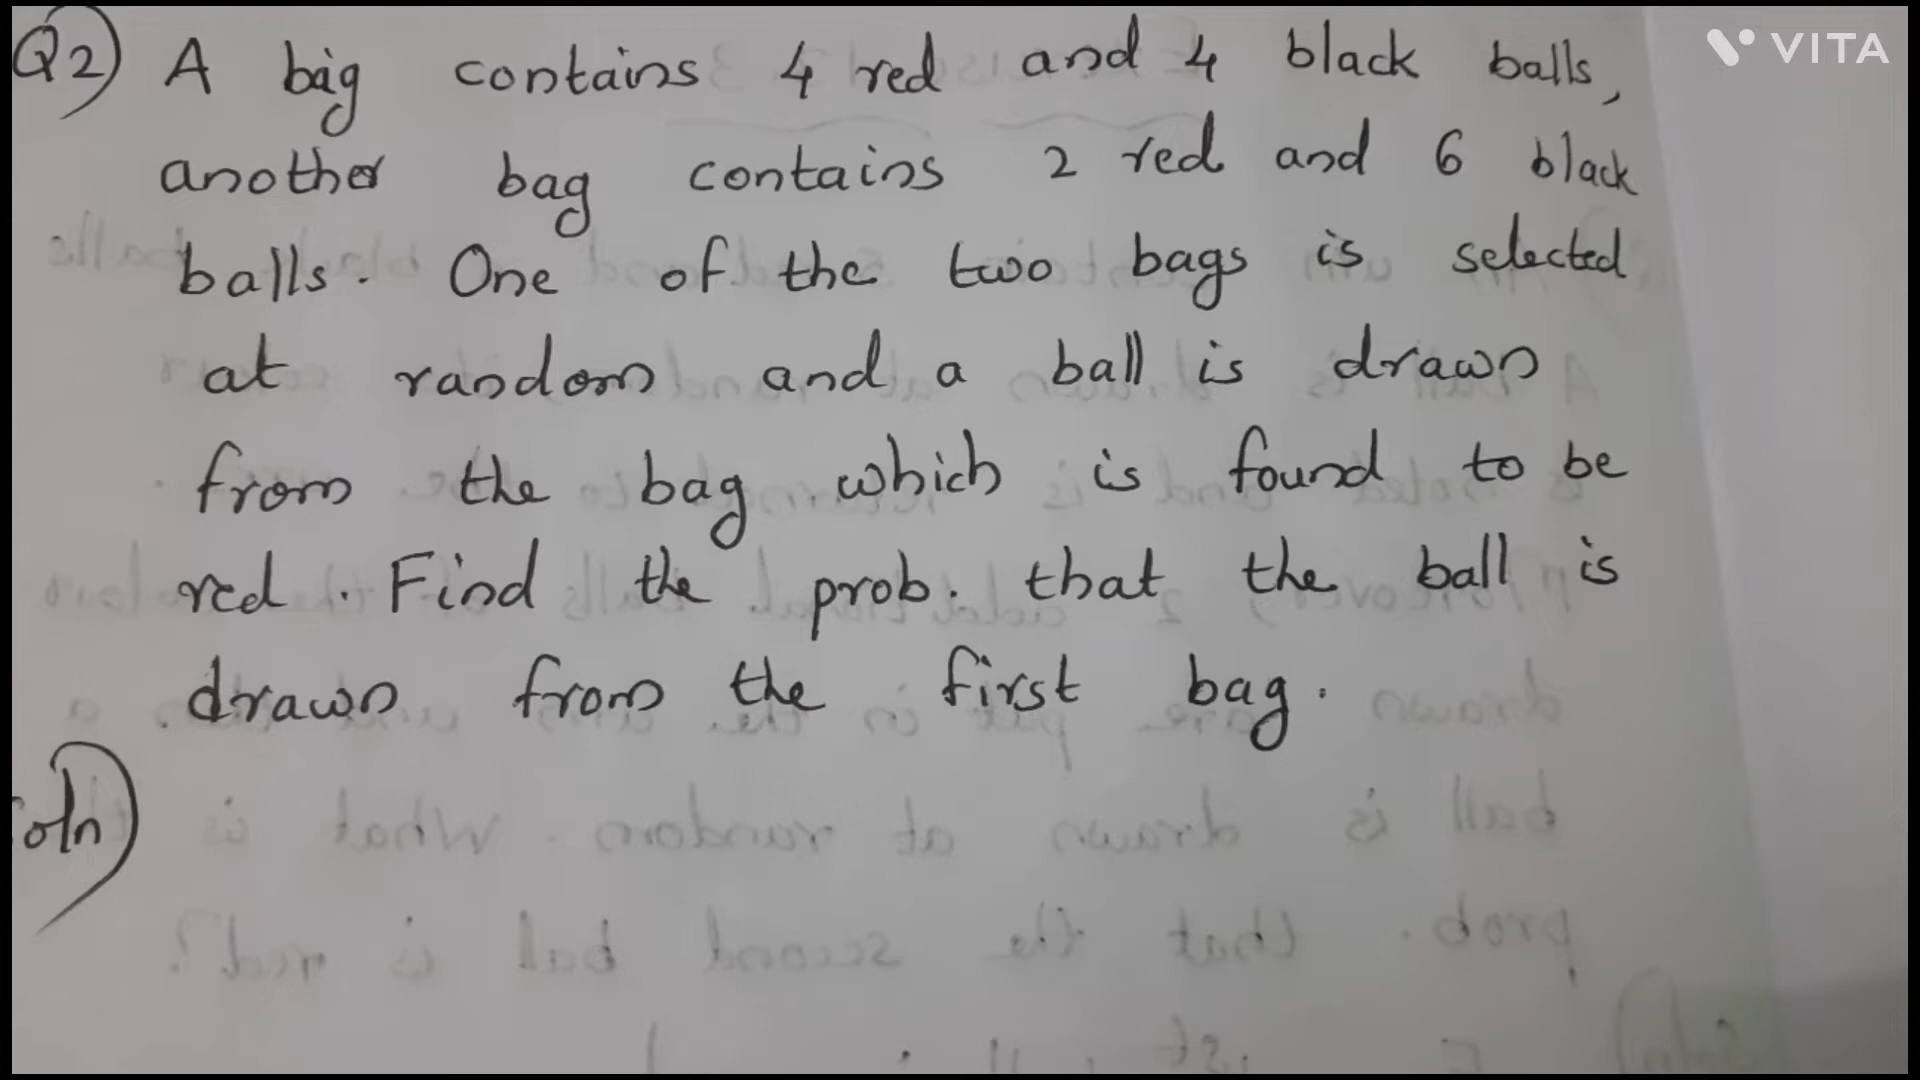 VITA
Q2) A bag contains 4 red and 4 black balls,
another bag contains 2 red and 6 black
balls. One of the two bags is selected
at random and a ball is drawn
from the bag which is found to be
red. Find the prob. that the ball is
drawn from the first bag.
oln)